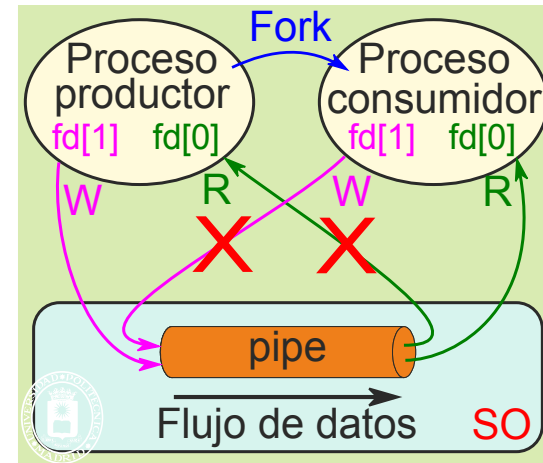 Fork
Proceso productor
fd[1] fd[0]
W
R
Proceso consumidor
fd[1] fd[0]
W
R
X X
pipe
Flujo de datos
SO